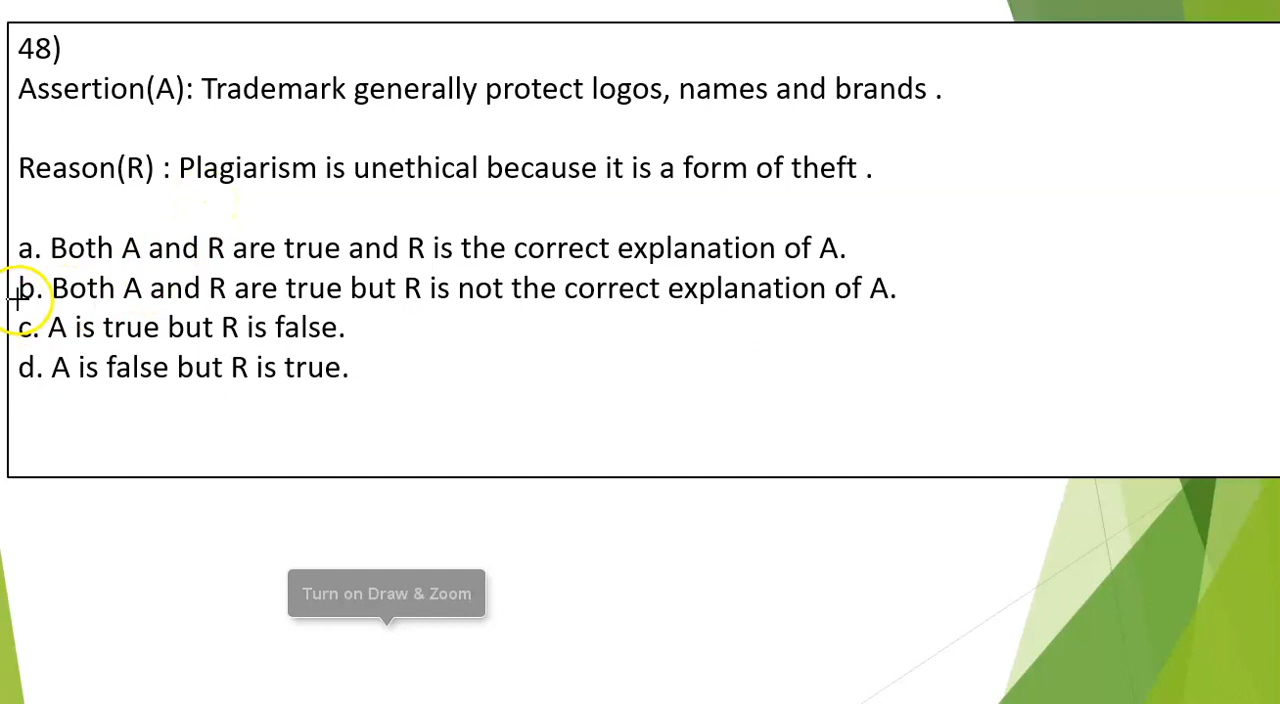 48)
Assertion(A): Trademark generally protect logos, names and brands .
Reason(R) : Plagiarism is unethical because it is a form of theft .
a. Both A and R are true and R is the correct explanation of A.
b. Both A and R are true but R is not the correct explanation of A.
c. A is true but R is false.
d. A is false but R is true.
Turn on Draw & Zoom